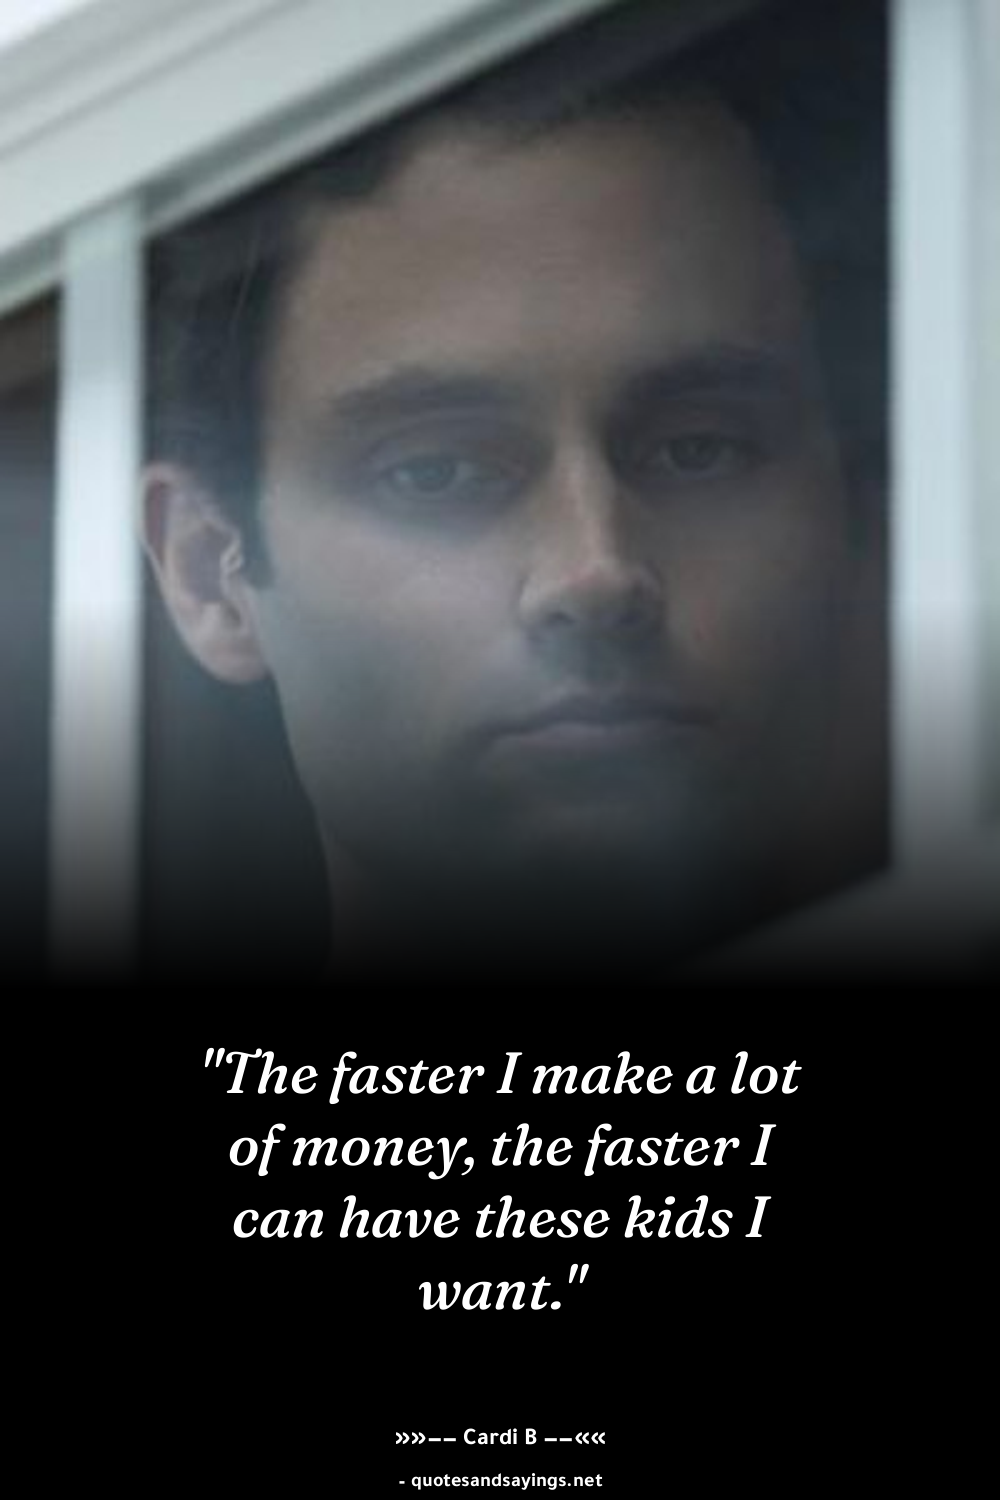 "The faster I make a lot
of money, the faster I
can have these kids I
want."
»»−− Cardi B −−««
- quotesandsayings.net